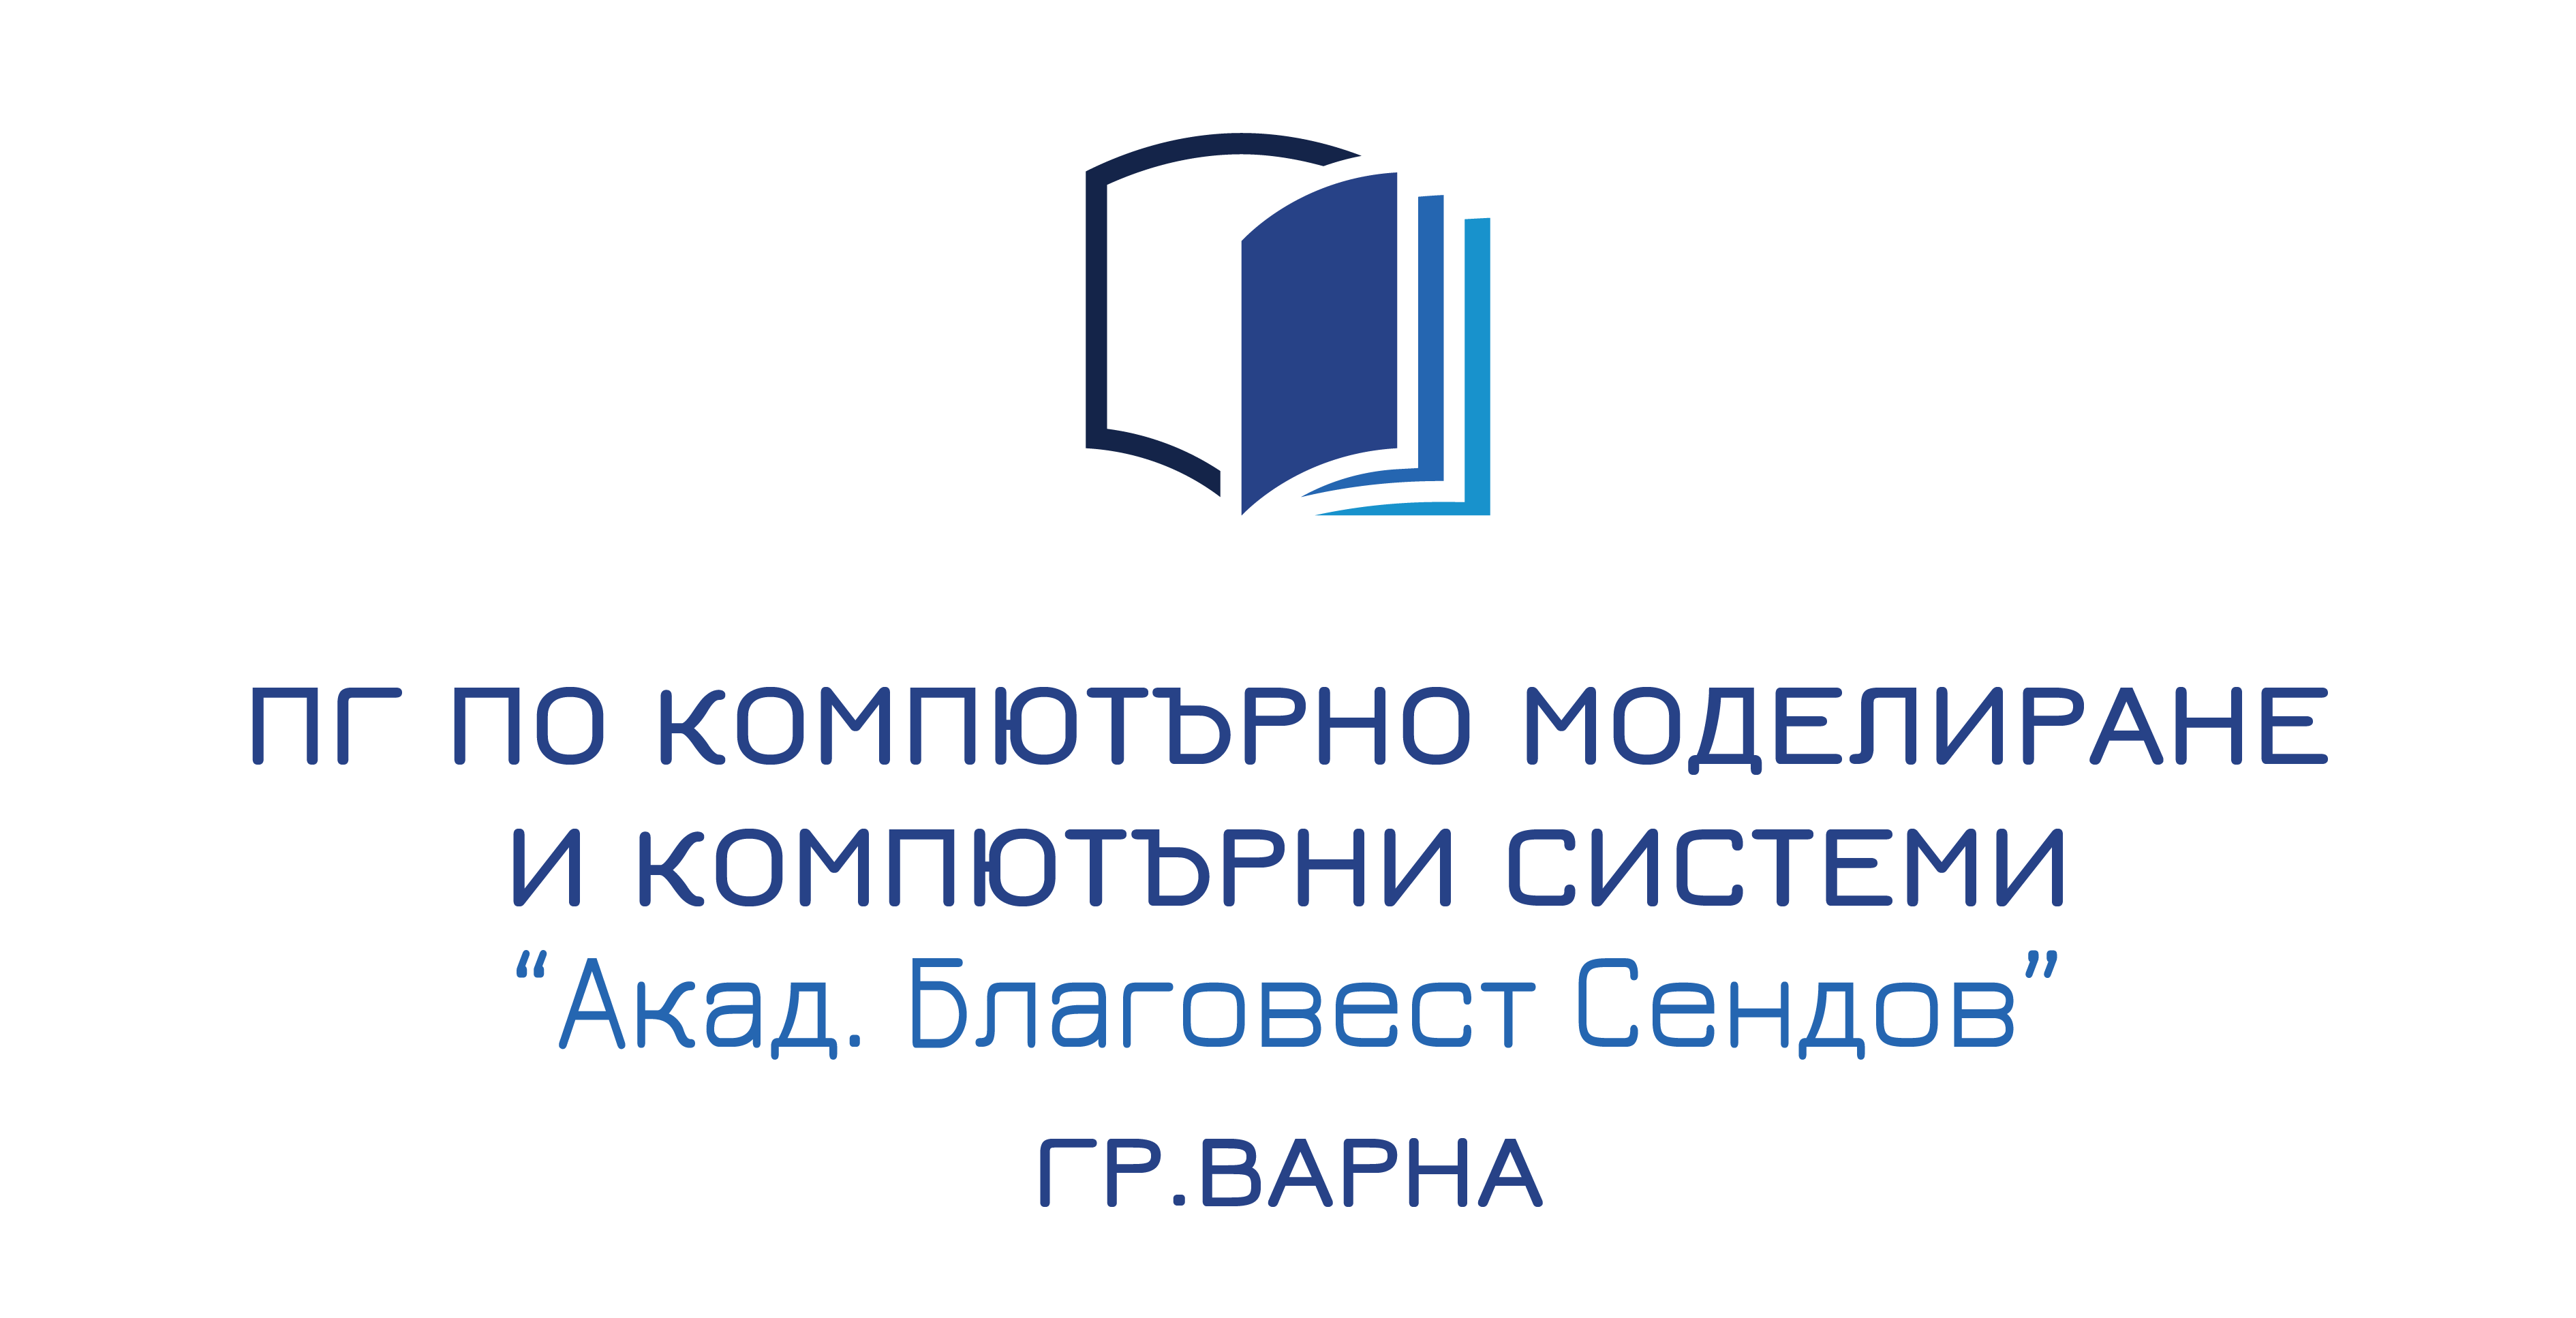 ПГ ПО КОМПЮТЪРНО МОДЕЛИРАНЕ
И КОМПЮТЪРНИ СИСТЕМИ
“Акад. Благовест Сендов”
ГР.ВАРНА